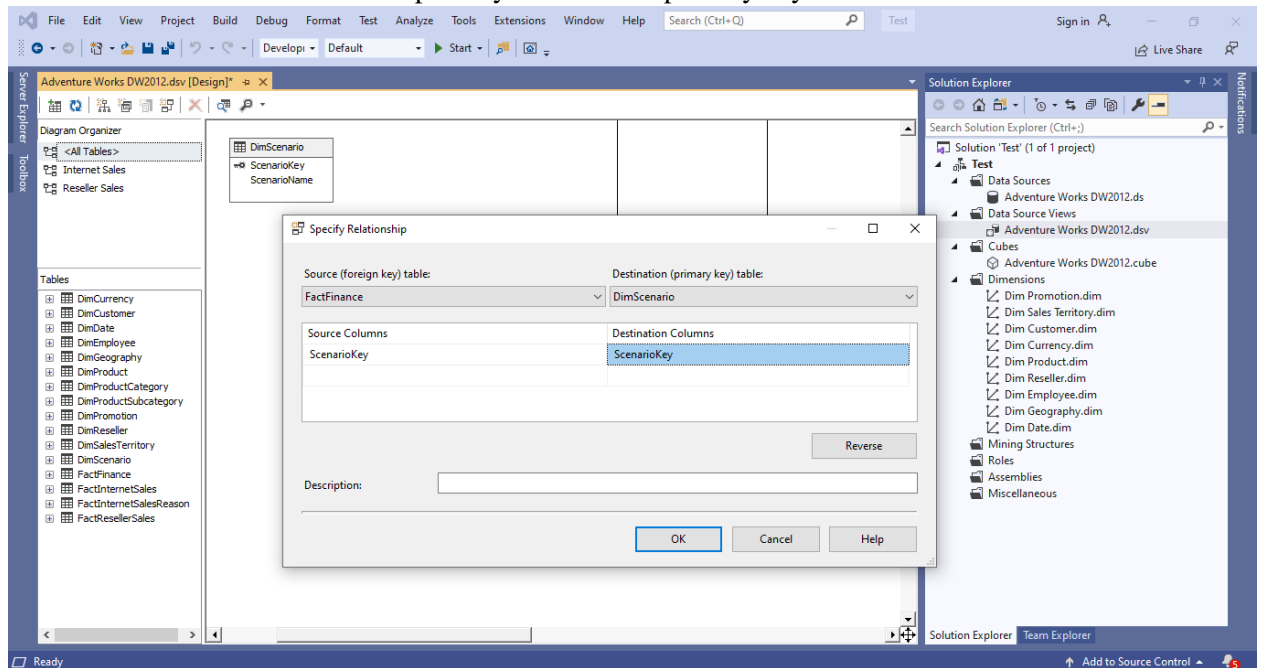 File Edit View Project Build Debug Format Test Analyze Tools Extensions Window Help Search (Ctrl+Q) Test Sign in
Developi Default Start Live Share
Server Explorer
Toolbox
Adventure Works DW2012.dsv [Design]*
Diagram Organizer
<All Tables>
Internet Sales
Reseller Sales
Tables
DimCurrency
DimCustomer
DimDate
DimEmployee
DimGeography
DimProduct
DimProductCategory
DimProductSubcategory
DimPromotion
DimReseller
DimSalesTerritory
DimScenario
FactFinance
FactInternetSales
FactInternetSalesReason
FactResellerSales
DimScenario
ScenarioKey
ScenarioName
Specify Relationship
Source (foreign key) table: Destination (primary key) table:
FactFinance DimScenario
Source Columns Destination Columns
ScenarioKey ScenarioKey
Reverse
Description:
OK Cancel Help
Solution Explorer
Search Solution Explorer (Ctrl+;)
Solution 'Test' (1 of 1 project)
Test
Data Sources
Adventure Works DW2012.ds
Data Source Views
Adventure Works DW2012.dsv
Cubes
Adventure Works DW2012.cube
Dimensions
Dim Promotion.dim
Dim Sales Territory.dim
Dim Customer.dim
Dim Currency.dim
Dim Product.dim
Dim Reseller.dim
Dim Employee.dim
Dim Geography.dim
Dim Date.dim
Mining Structures
Roles
Assemblies
Miscellaneous
Solution Explorer Team Explorer
Notifications
Ready Add to Source Control 5